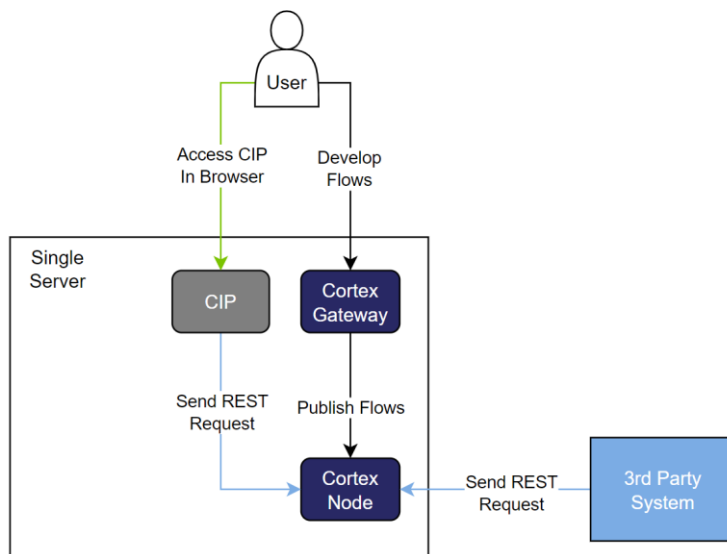 User
Access CIP
In Browser
Develop
Flows
Single
Server
CIP
Cortex
Gateway
Send REST
Request
Publish Flows
Cortex
Node
Send REST
Request
3rd Party
System